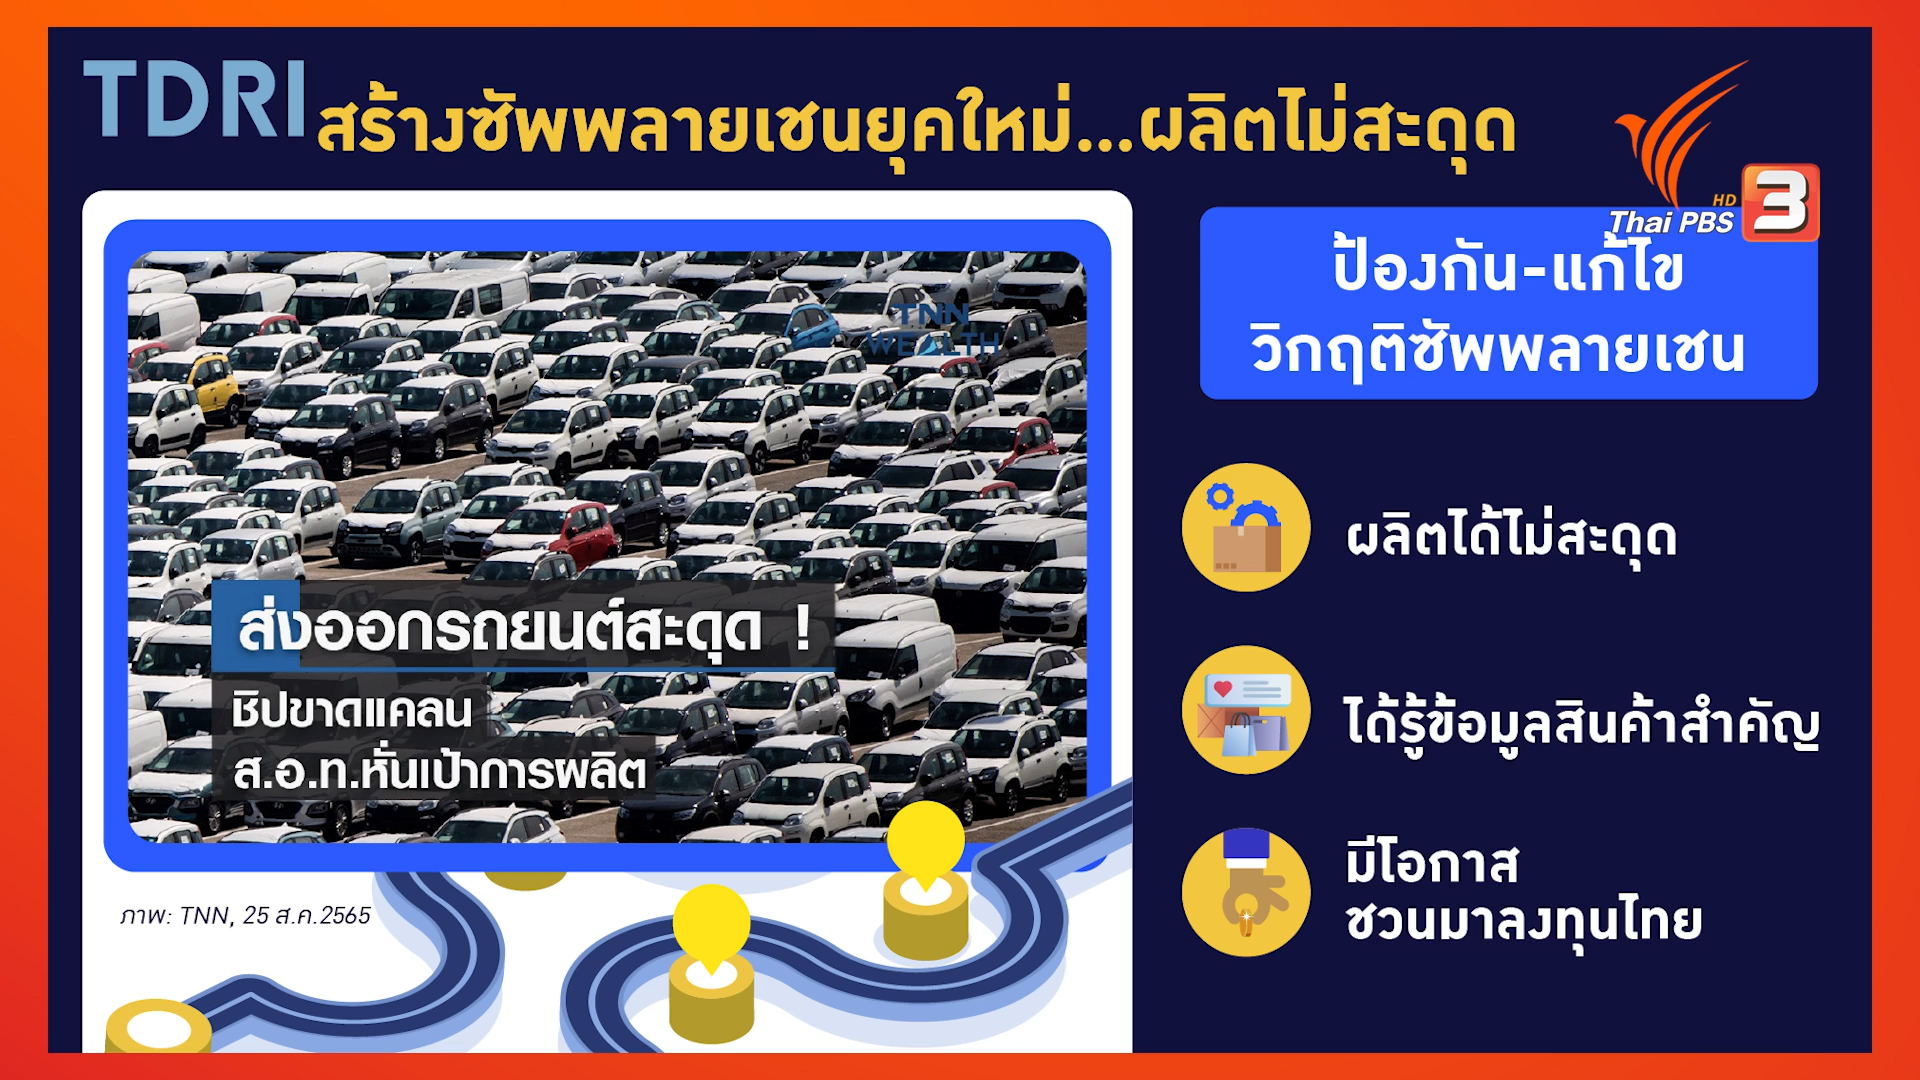 TDRI สร้างซัพพลายเชนยุคใหม่...ผลิตไม่สะดุด
HD
Thai PBS 3
TNN
WEALTH
ส่งออกรถยนต์สะดุด !
ชิปขาดแคลน
ส.อ.ท.หั่นเป้าการผลิต
ภาพ: TNN, 25 ส.ค.2565
ป้องกัน-แก้ไข
วิกฤติซัพพลายเชน
ผลิตได้ไม่สะดุด
ได้รู้ข้อมูลสินค้าสำคัญ
มีโอกาส
ชวนมาลงทุนไทย